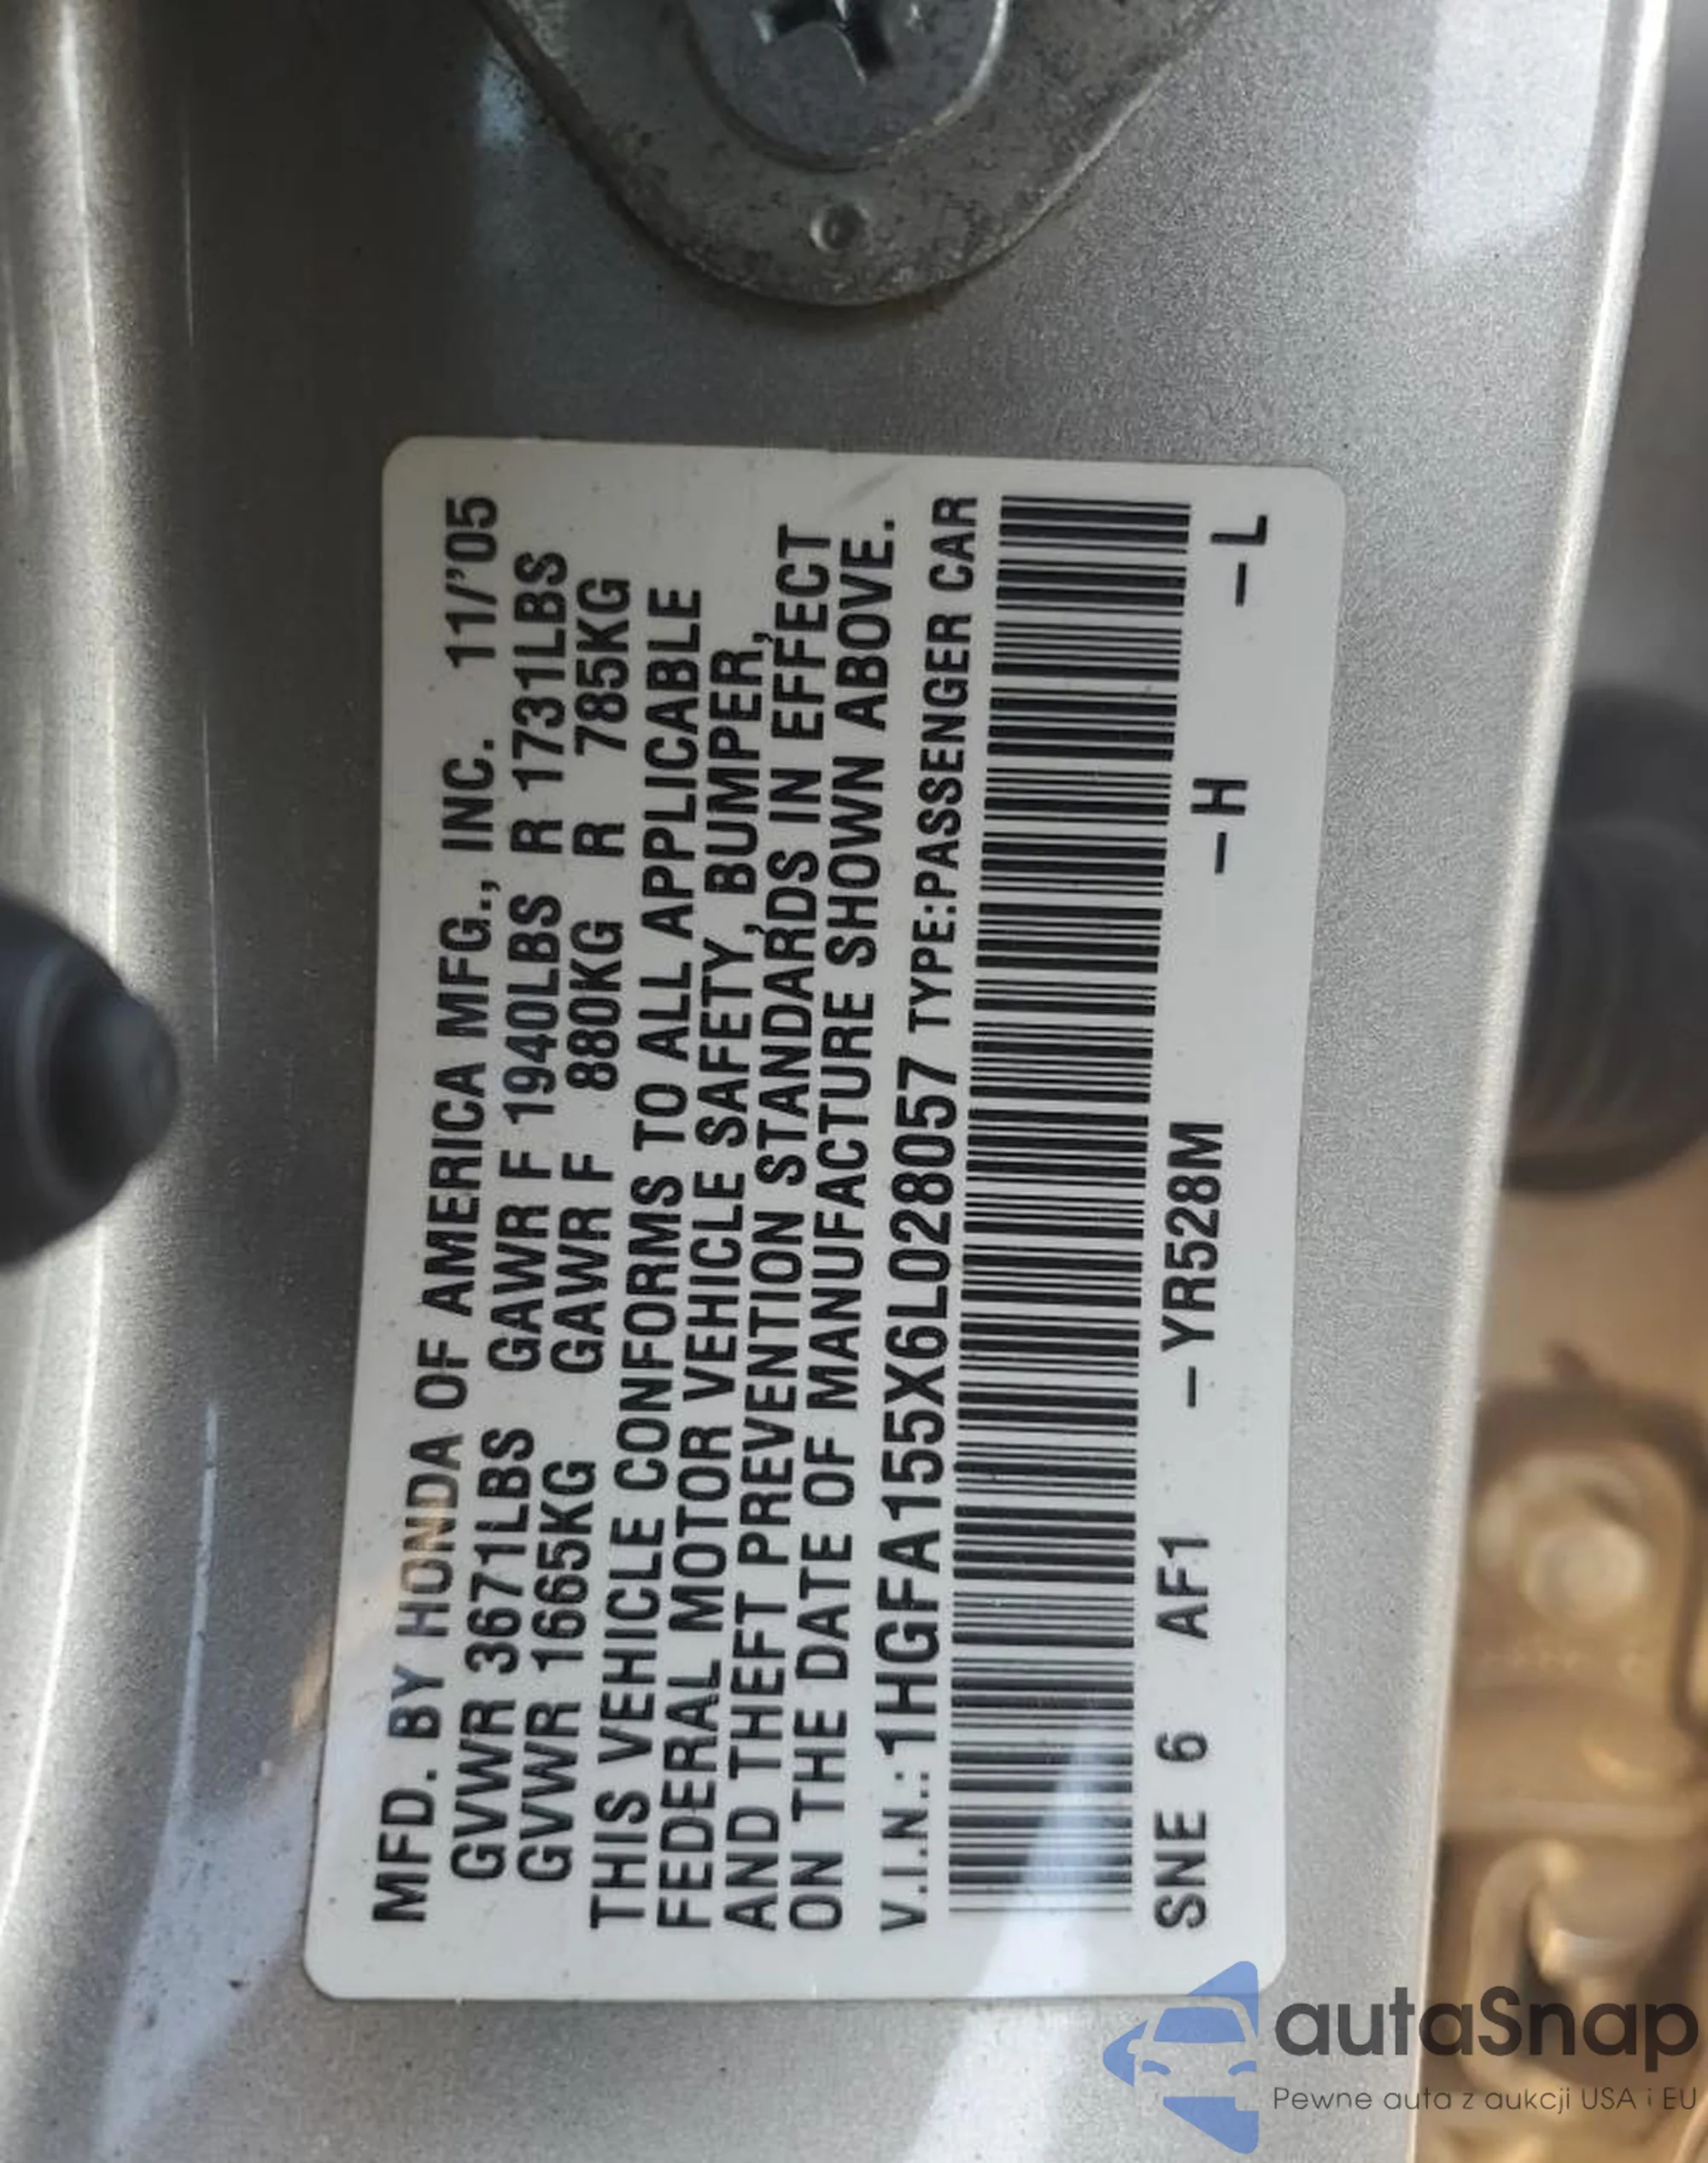 MFD. BY HONDA OF AMERICA MFG., INC. 11/'05
GVWR 3671LBS GAWR F 1940LBS R 1731LBS
GVWR 1665KG GAWR F 880KG R 785KG
THIS VEHICLE CONFORMS TO ALL APPLICABLE
FEDERAL MOTOR VEHICLE SAFETY, BUMPER,
AND THEFT PREVENTION STANDARDS IN EFFECT
ON THE DATE OF MANUFACTURE SHOWN ABOVE.
V.I.N.: 1HGFA155X6L028057 TYPE:PASSENGER CAR
SNE 6 AF1 – YR528M –H –L
autaSnap
Pewne auta z aukcji USA i EU